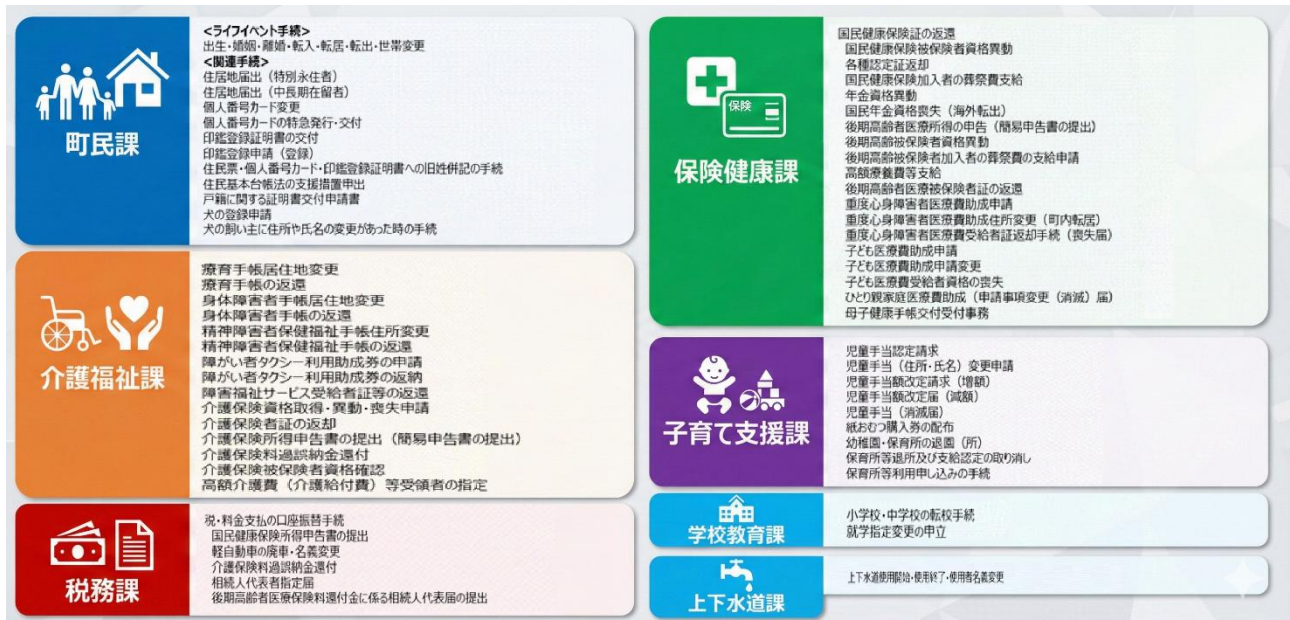 町民課
<ライフイベント手続>
出生・婚姻・離婚・転入・転居・転出・世帯変更
<関連手続>
住居地届出（特別永住者）
住居地届出（中長期在留者）
個人番号カード変更
個人番号カードの特急発行・交付
印鑑登録証明書の交付
印鑑登録申請（登録）
住民票・個人番号カード・印鑑登録証明書への旧姓併記の手続
住民基本台帳法の支援措置申出
戸籍に関する証明書交付申請書
犬の登録申請
犬の飼い主に住所や氏名の変更があった時の手続
介護福祉課
療育手帳居住地変更
療育手帳の返還
身体障害者手帳居住地変更
身体障害者手帳の返還
精神障害者保健福祉手帳住所変更
精神障害者保健福祉手帳の返還
障がい者タクシー利用助成券の申請
障がい者タクシー利用助成券の返納
障害福祉サービス受給者証等の返還
介護保険資格取得・異動・喪失申請
介護保険者証の返却
介護保険所得申告書の提出（簡易申告書の提出）
介護保険料過誤納金還付
介護保険被保険者資格確認
高額介護費（介護給付費）等受領者の指定
税務課
税・料金支払の口座振替手続
国民健康保険所得申告書の提出
軽自動車の廃車・名義変更
介護保険料過誤納金還付
相続人代表者指定届
後期高齢者医療保険料還付金に係る相続人代表届の提出
保険
保険健康課
国民健康保険証の返還
国民健康保険被保険者資格異動
各種認定証返却
国民健康保険加入者の葬祭費支給
年金資格異動
国民年金資格喪失（海外転出）
後期高齢者医療所得の申告（簡易申告書の提出）
後期高齢被保険者資格異動
後期高齢被保険者加入者の葬祭費の支給申請
高額療養費等支給
後期高齢者医療被保険者証の返還
重度心身障害者医療費助成申請
重度心身障害者医療費助成住所変更（町内転居）
重度心身障害者医療費受給者証返却手続（喪失届）
子ども医療費助成申請
子ども医療費助成申請変更
子ども医療費受給者資格の喪失
ひとり親家庭医療費助成（申請事項変更（消滅）届）
母子健康手帳交付受付事務
子育て支援課
児童手当認定請求
児童手当（住所・氏名）変更申請
児童手当額改定請求（増額）
児童手当額改定届（減額）
児童手当（消滅届）
紙おむつ購入券の配布
幼稚園・保育所の退園（所）
保育所等退所及び支給認定の取り消し
保育所等利用申し込みの手続
学校教育課
小学校・中学校の転校手続
就学指定変更の申立
上下水道課
上下水道使用開始・使用終了・使用者名義変更